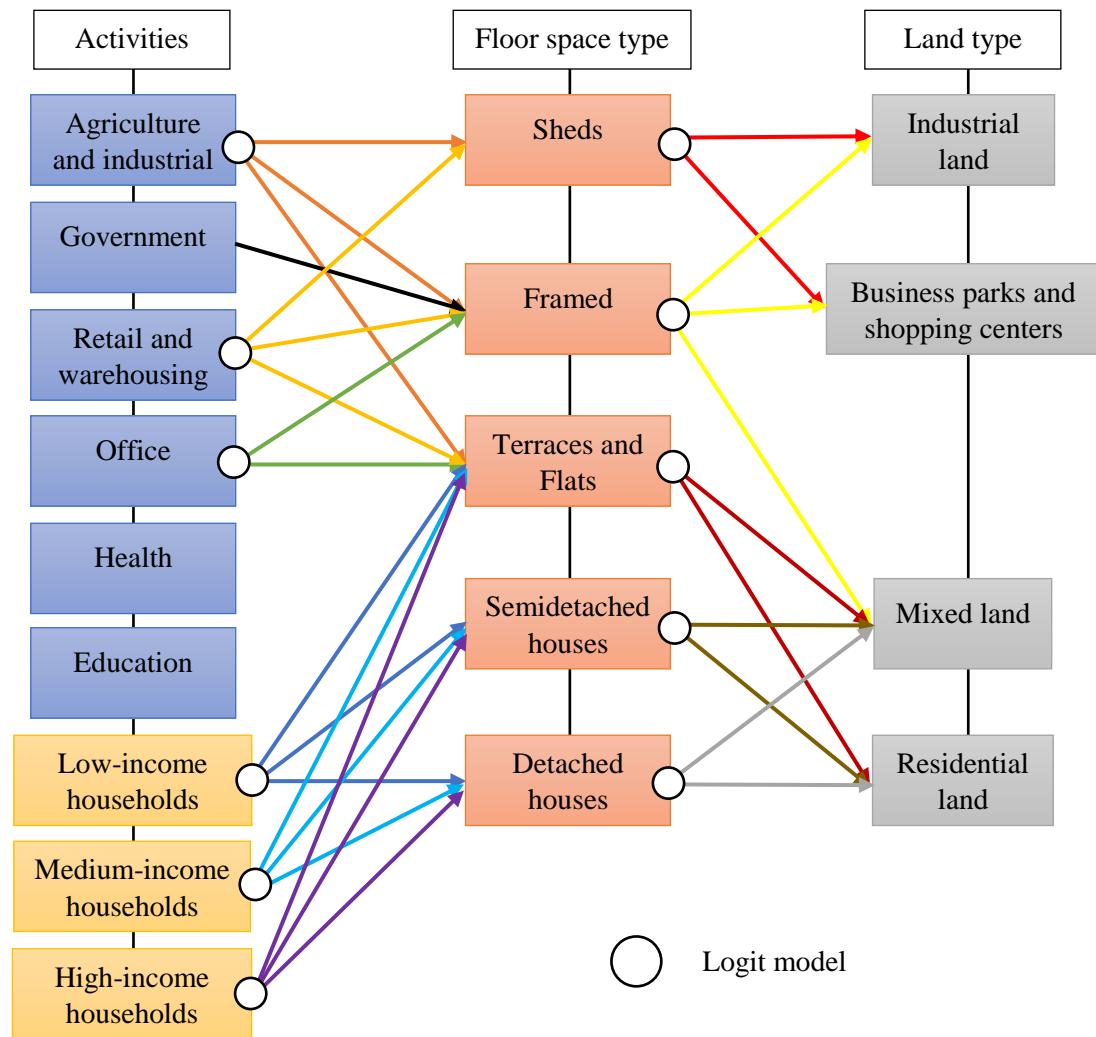 Activities
Floor space type
Land type
Agriculture
and industrial
Sheds
Industrial
land
Government
Framed
Business parks and
shopping centers
Retail and
warehousing
Office
Terraces and
Flats
Health
Semidetached
houses
Mixed land
Education
Low-income
households
Detached
houses
Residential
land
Medium-income
households
High-income
households
Logit model